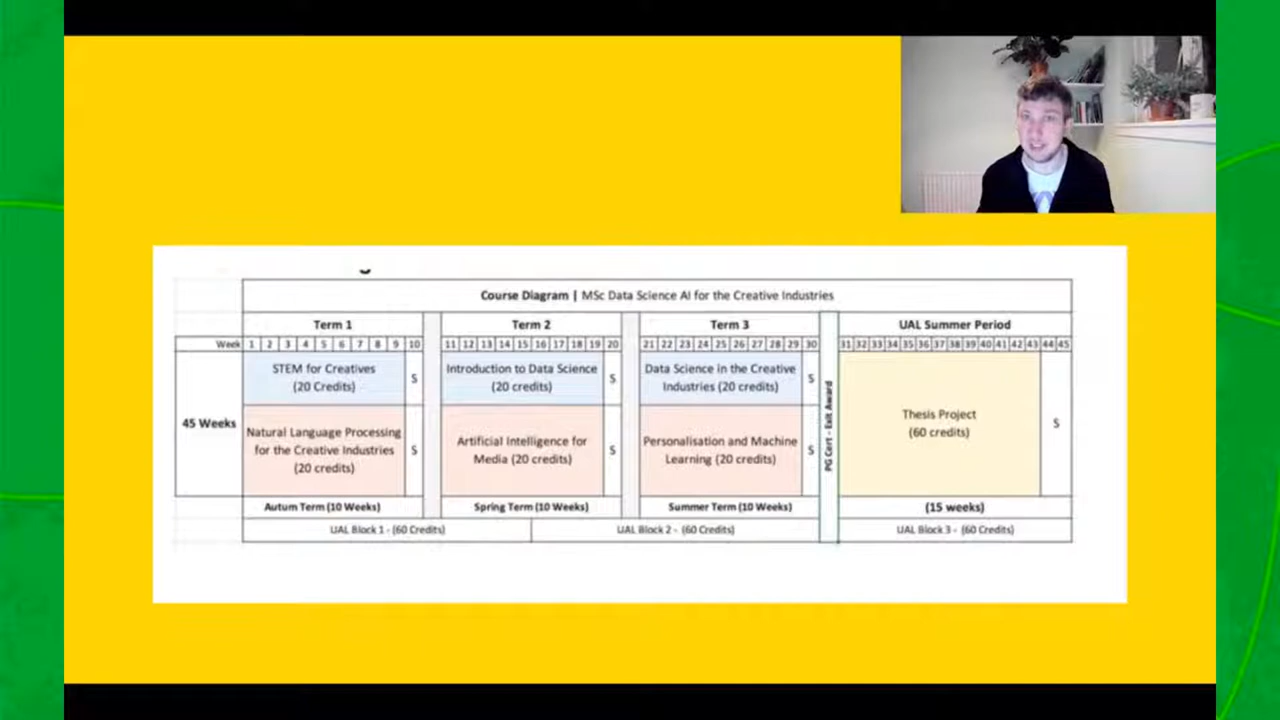 Course Diagram | MSc Data Science AI for the Creative Industries
Term 1 Term 2 Term 3 UAL Summer Period
Week 1 2 3 4 5 6 7 8 9 10 11 12 13 14 15 16 17 18 19 20 21 22 23 24 25 26 27 28 29 30 31 32 33 34 35 36 37 38 39 40 41 42 43 44 45
45 Weeks
STEM for Creatives
(20 Credits)
S
Natural Language Processing
for the Creative Industries
(20 credits)
S
Introduction to Data Science
(20 credits)
S
Artificial Intelligence for
Media (20 credits)
S
Data Science in the Creative
Industries (20 credits)
S
Personalisation and Machine
Learning (20 credits)
S
PG Cert - Exit Award
Thesis Project
(60 credits)
S
Autum Term (10 Weeks) Spring Term (10 Weeks) Summer Term (10 Weeks) (15 weeks)
UAL Block 1 - (60 Credits) UAL Block 2 - (60 Credits) UAL Block 3 - (60 Credits)